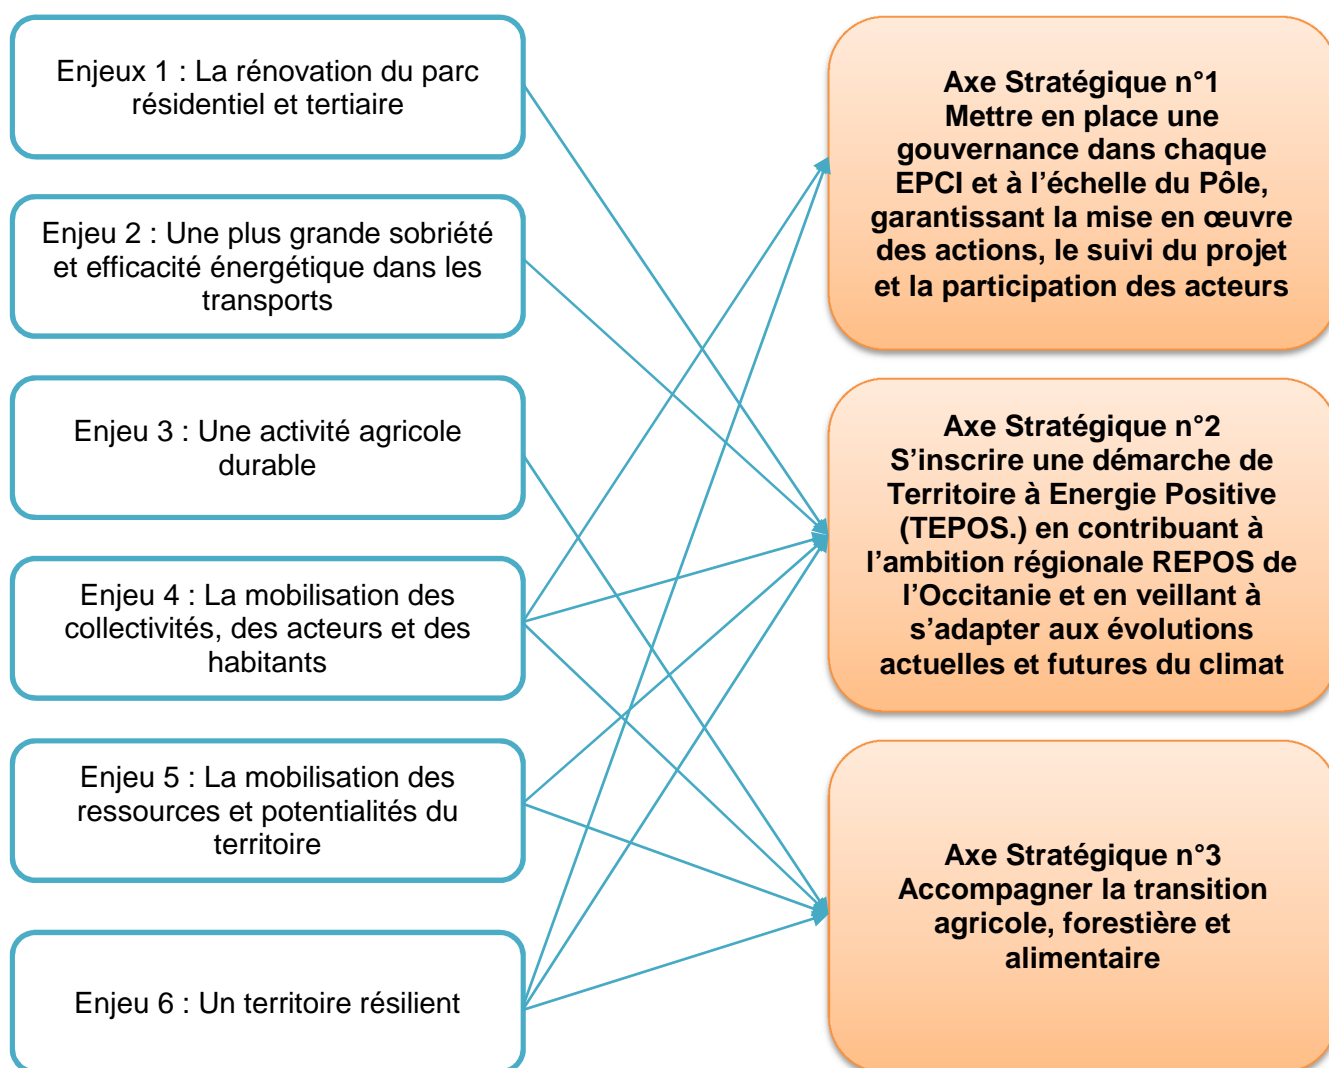 Enjeux 1 : La rénovation du parc
résidentiel et tertiaire
Enjeu 2 : Une plus grande sobriété
et efficacité énergétique dans les
transports
Enjeu 3 : Une activité agricole
durable
Enjeu 4 : La mobilisation des
collectivités, des acteurs et des
habitants
Enjeu 5 : La mobilisation des
ressources et potentialités du
territoire
Enjeu 6 : Un territoire résilient
Axe Stratégique n°1
Mettre en place une
gouvernance dans chaque
EPCI et à l’échelle du Pôle,
garantissant la mise en œuvre
des actions, le suivi du projet
et la participation des acteurs
Axe Stratégique n°2
S’inscrire une démarche de
Territoire à Energie Positive
(TEPOS.) en contribuant à
l’ambition régionale REPOS de
l’Occitanie et en veillant à
s’adapter aux évolutions
actuelles et futures du climat
Axe Stratégique n°3
Accompagner la transition
agricole, forestière et
alimentaire